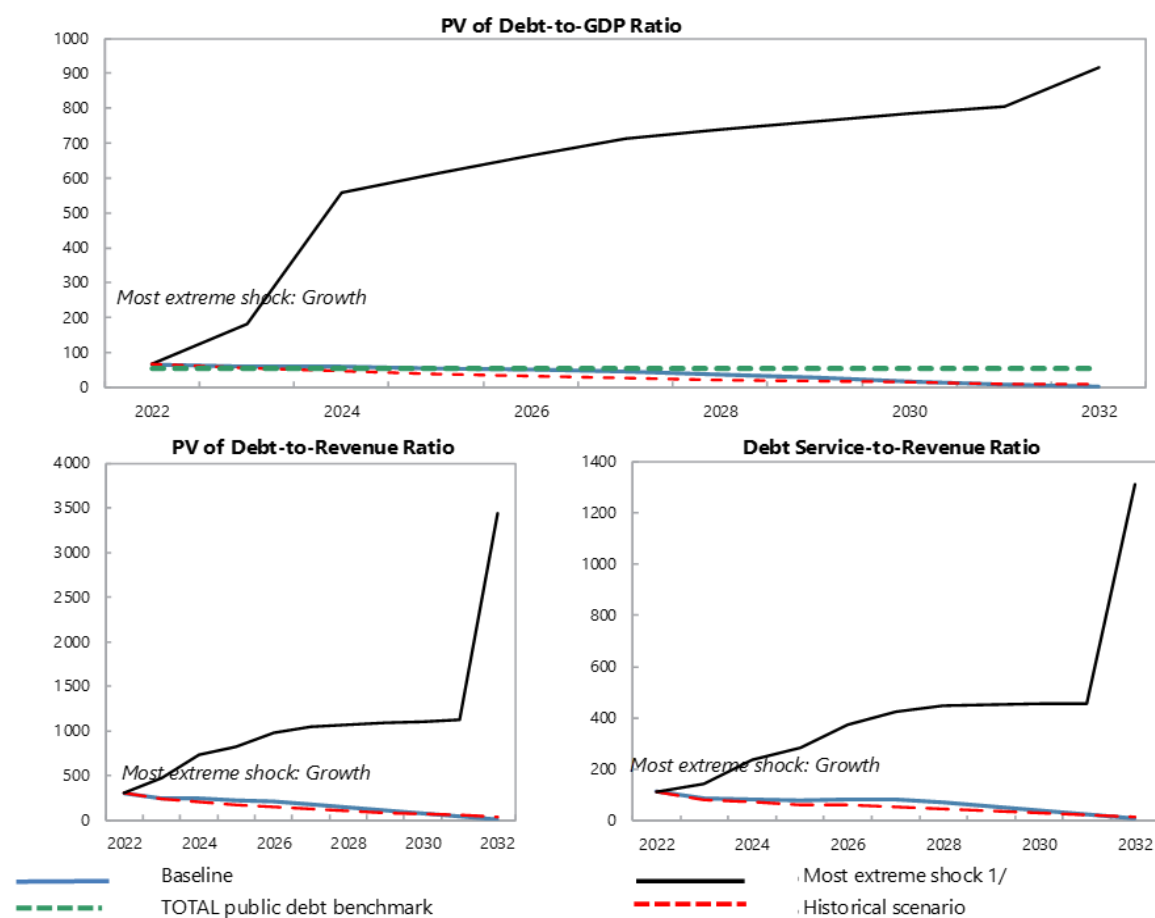 PV of Debt-to-GDP Ratio
1000
900
800
700
600
500
400
300
200
100
0
Most extreme shock: Growth
2022 2024 2026 2028 2030 2032
PV of Debt-to-Revenue Ratio
4000
3500
3000
2500
2000
1500
1000
500
0
Most extreme shock: Growth
2022 2024 2026 2028 2030 2032
Debt Service-to-Revenue Ratio
1400
1200
1000
800
600
400
200
0
Most extreme shock: Growth
2022 2024 2026 2028 2030 2032
Baseline
Most extreme shock 1/
TOTAL public debt benchmark
Historical scenario